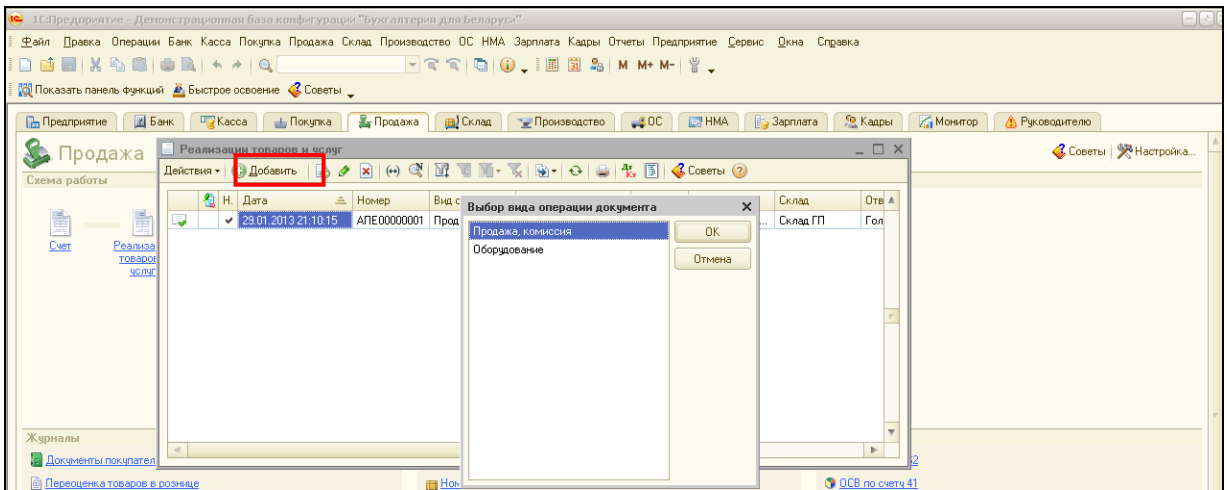 1С:Предприятие - Демонстрационная база конфигурации "Бухгалтерия для Беларуси"
Файл Правка Операции Банк Касса Покупка Продажа Склад Производство ОС НМА Зарплата Кадры Отчеты Предприятие Сервис Окна Справка
М М+ М-
Показать панель функций Быстрое освоение Советы
Предприятие Банк Касса Покупка Продажа Склад Производство ОС НМА Зарплата Кадры Монитор Руководителю
Продажа Реализации товаров и услуг Советы Настройка...
Схема работы Действия Добавить Советы
Н. Дата Номер Вид Склад Отв
29.01.2013 21:10:15 АПЕ00000001 Прод ... Склад ГП Гол
Выбор вида операции документа
Продажа, комиссия ОК
Оборудование Отмена
Счет Реализа
товаров
услуг
Журналы
Документы покупател
Переоценка товаров в рознице Ном ОСВ по счету 41